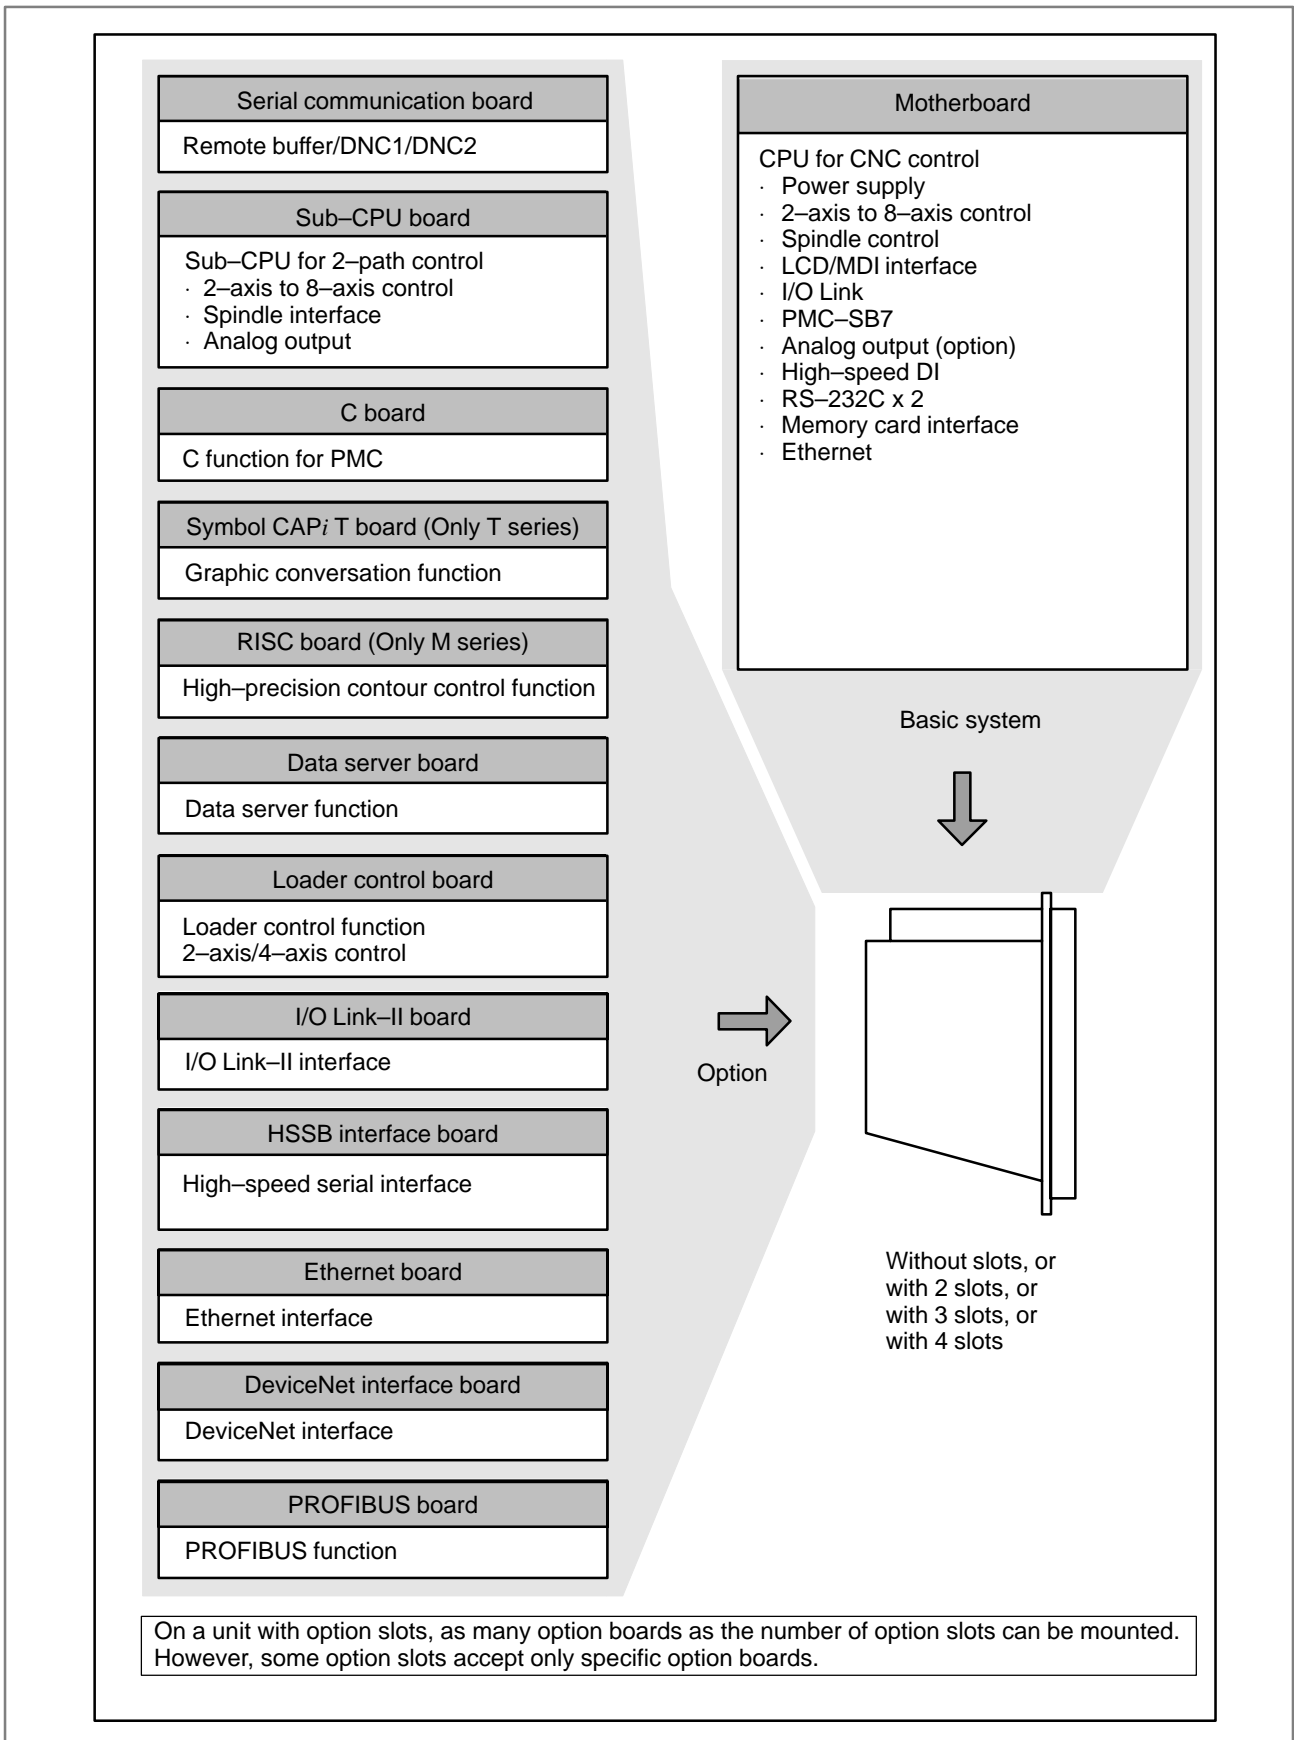 Serial communication board
Remote buffer/DNC1/DNC2
Sub–CPU board
Sub–CPU for 2–path control
· 2–axis to 8–axis control
· Spindle interface
· Analog output
C board
C function for PMC
Symbol CAPi T board (Only T series)
Graphic conversation function
RISC board (Only M series)
High–precision contour control function
Data server board
Data server function
Loader control board
Loader control function
2–axis/4–axis control
I/O Link–II board
I/O Link–II interface
HSSB interface board
High–speed serial interface
Ethernet board
Ethernet interface
DeviceNet interface board
DeviceNet interface
PROFIBUS board
PROFIBUS function
Motherboard
CPU for CNC control
· Power supply
· 2–axis to 8–axis control
· Spindle control
· LCD/MDI interface
· I/O Link
· PMC–SB7
· Analog output (option)
· High–speed DI
· RS–232C x 2
· Memory card interface
· Ethernet
Basic system
Option
Without slots, or
with 2 slots, or
with 3 slots, or
with 4 slots
On a unit with option slots, as many option boards as the number of option slots can be mounted.
However, some option slots accept only specific option boards.